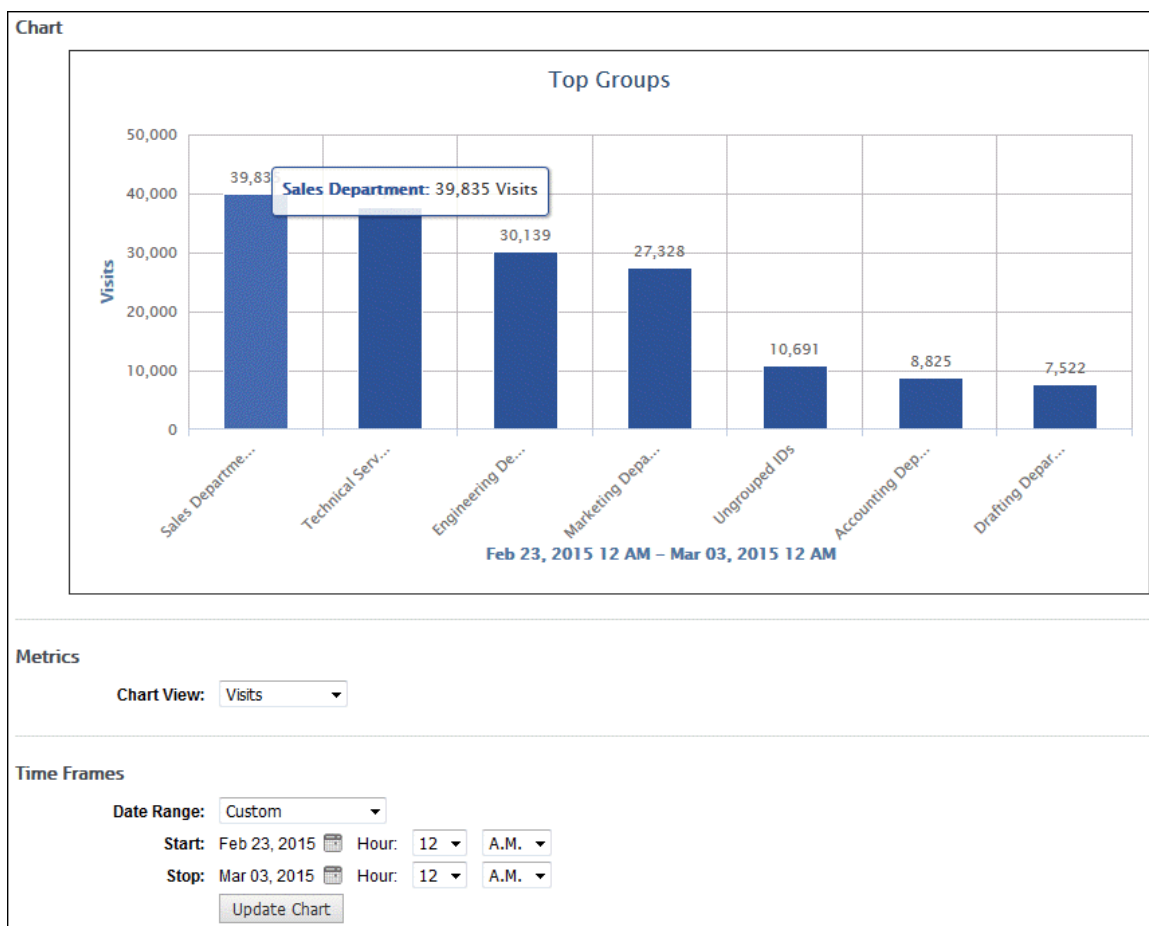 Chart
Top Groups
50,000
40,000
30,000
20,000
10,000
0
Visits
39,835
Sales Department: 39,835 Visits
30,139
27,328
10,691
8,825
7,522
Sales Departme...
Technical Serv...
Engineering De...
Marketing Depa...
Ungrouped IDs
Accounting Dep...
Drafting Depar...
Feb 23, 2015 12 AM – Mar 03, 2015 12 AM
Metrics
Chart View: Visits
Time Frames
Date Range: Custom
Start: Feb 23, 2015 Hour: 12 A.M.
Stop: Mar 03, 2015 Hour: 12 A.M.
Update Chart